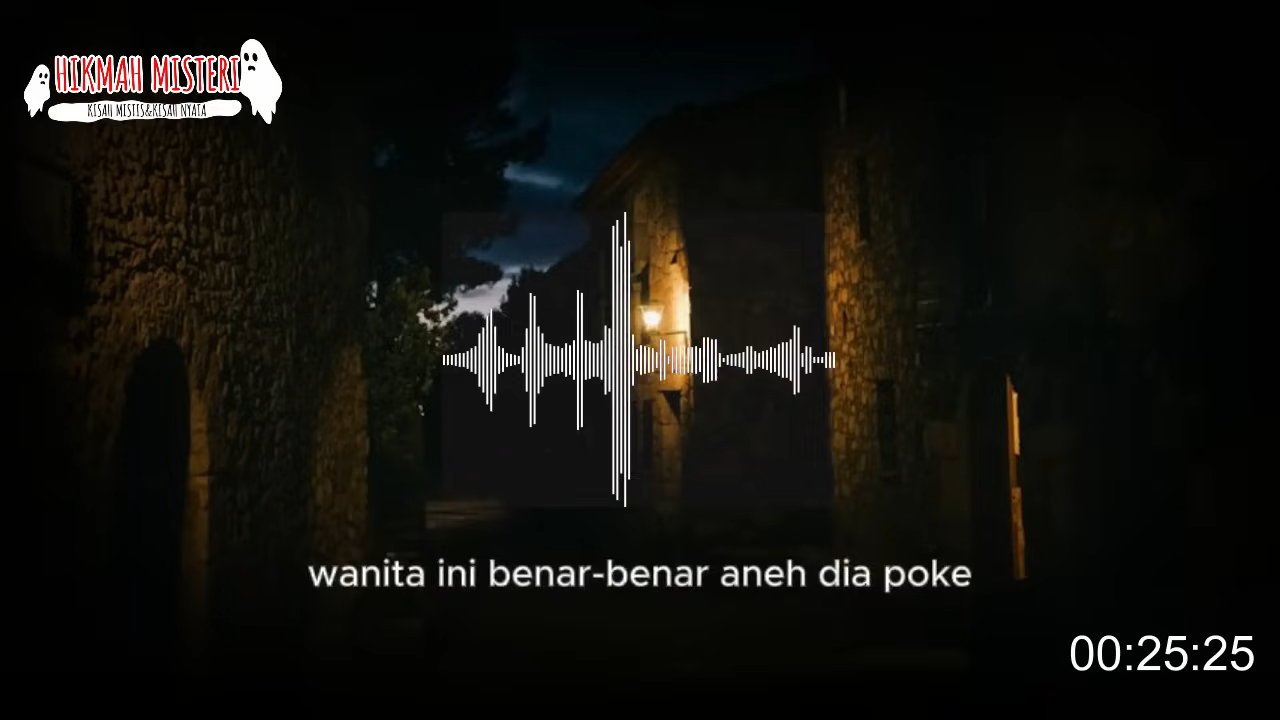 HIKMAH MISTERI
KISAH MISTIS&KISAH NYATA
wanita ini benar-benar aneh dia poke
00:25:25